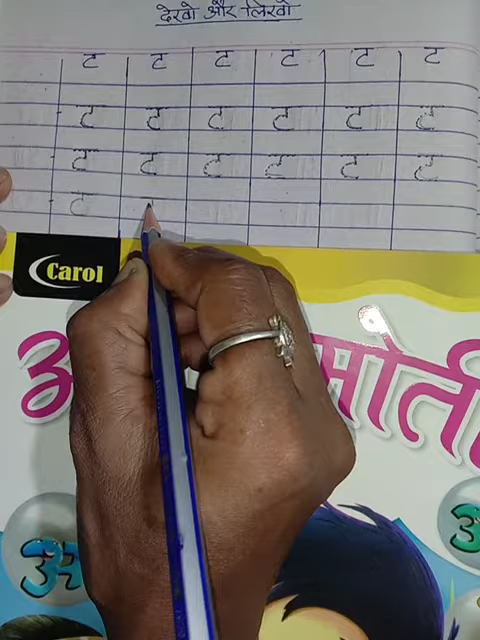 देखो और लिखो
ट ट ट ट ट ट
ट ट ट ट ट ट
ट ट ट ट ट ट
ट
Carol
मोती
अ